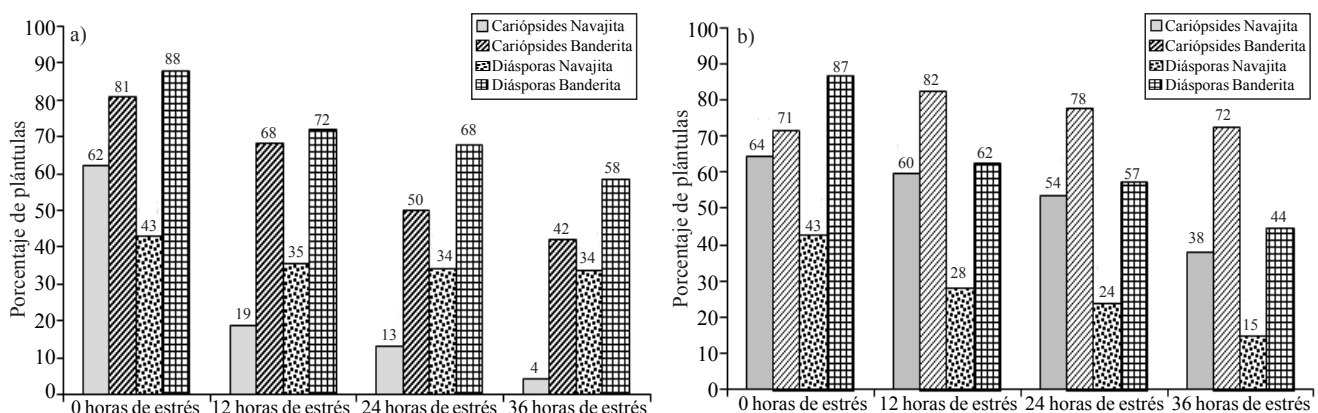 a)
Cariópsides Navajita
Cariópsides Banderita
Diásporas Navajita
Diásporas Banderita
Porcentaje de plántulas
100
90
80
70
60
50
40
30
20
10
0
62
81
43
88
19
68
35
72
13
50
34
68
4
42
34
58
0 horas de estrés
12 horas de estrés
24 horas de estrés
36 horas de estrés
b)
Cariópsides Navajita
Cariópsides Banderita
Diásporas Navajita
Diásporas Banderita
Porcentaje de plántulas
100
90
80
70
60
50
40
30
20
10
0
64
71
43
87
60
82
28
62
54
78
24
57
38
72
15
44
0 horas de estrés
12 horas de estrés
24 horas de estrés
36 horas de estrés